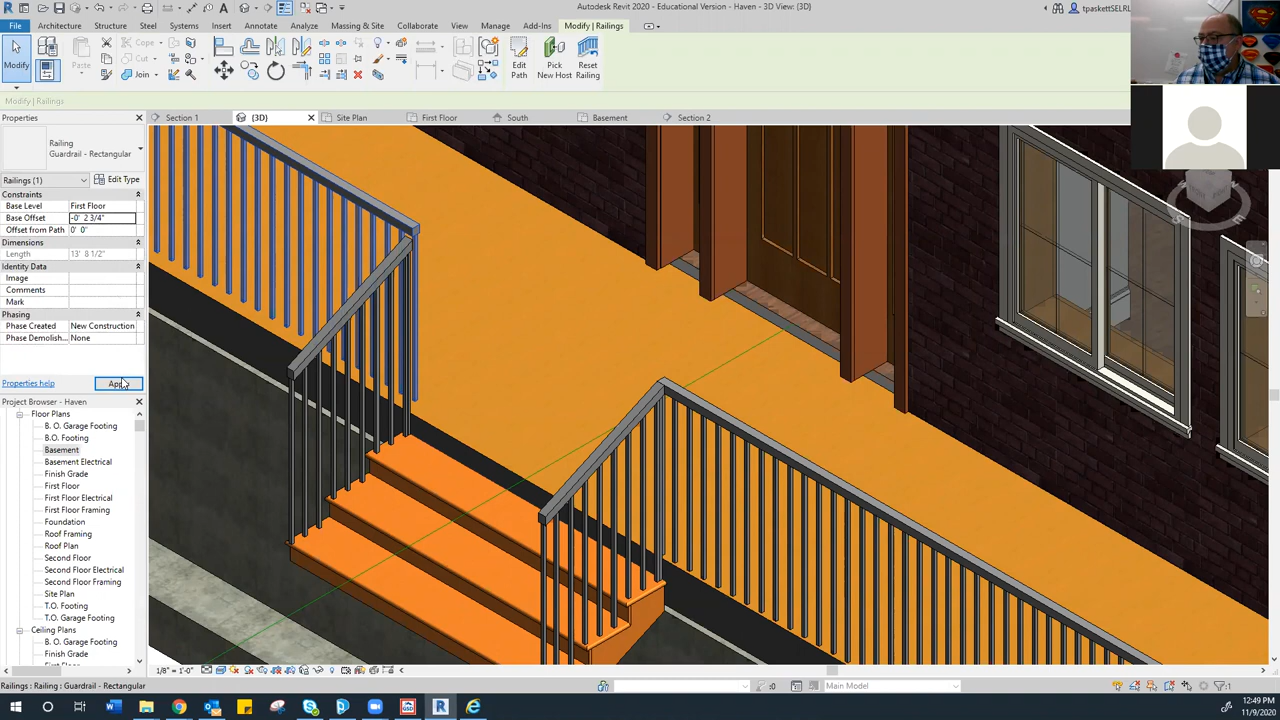 Autodesk Revit 2020 - Educational Version - Haven - 3D View: {3D}
tpaskettSELRL...
File Architecture Structure Steel Systems Insert Annotate Analyze Massing & Site Collaborate View Manage Add-Ins Modify | Railings
Modify Paste Cope Cut Join Edit Path Pick New Host Reset Railing
Modify | Railings
Properties
Section 1 {3D} Site Plan First Floor South Basement Section 2
Railing
Guardrail - Rectangular
Railings (1) Edit Type
Constraints
Base Level First Floor
Base Offset -0' 2 3/4"
Offset from Path 0' 0"
Dimensions
Length 13' 8 1/2"
Identity Data
Image
Comments
Mark
Phasing
Phase Created New Construction
Phase Demolish... None
Properties help
Project Browser - Haven
Floor Plans
B. O. Garage Footing
B.O. Footing
Basement
Basement Electrical
Finish Grade
First Floor
First Floor Electrical
First Floor Framing
Foundation
Roof Framing
Roof Plan
Second Floor
Second Floor Electrical
Second Floor Framing
Site Plan
T.O. Footing
T.O. Garage Footing
Ceiling Plans
B. O. Garage Footing
Finish Grade
1/8" = 1'-0"
Railings : Railing : Guardrail - Rectangular
:0
Main Model
:1
12:49 PM
11/9/2020